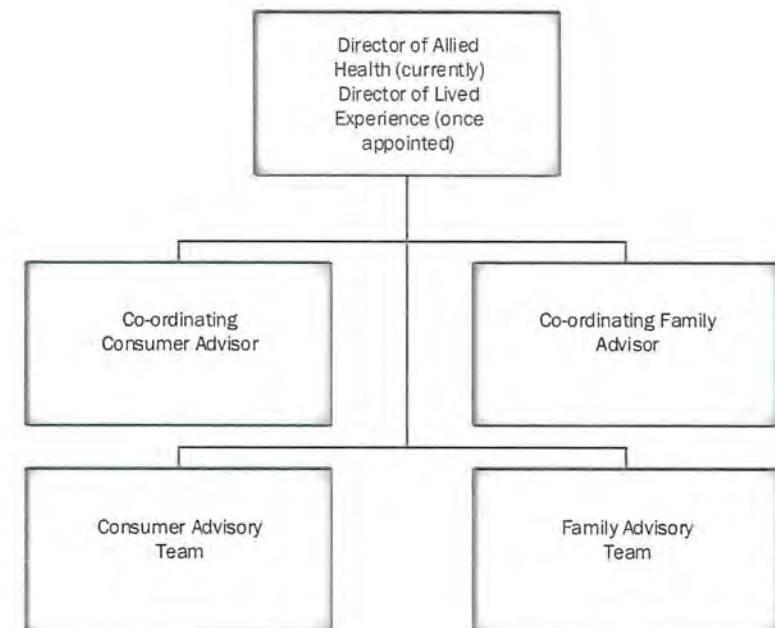 Director of Allied
Health (currently)
Director of Lived
Experience (once
appointed)
Co-ordinating
Consumer Advisor
Co-ordinating Family
Advisor
Consumer Advisory
Team
Family Advisory
Team